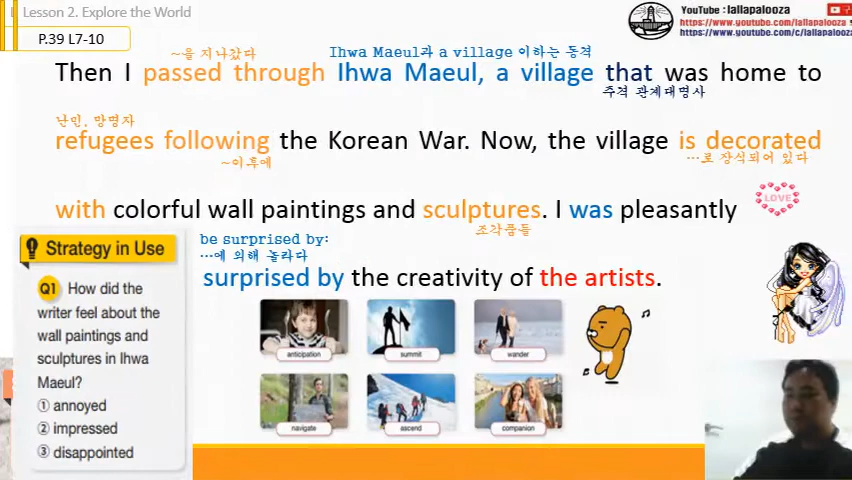 Lesson 2. Explore the World
P.39 L7-10
YouTube : lallapalooza
https://www.youtube.com/lallapalooza
https://www.youtube.com/c/lallapalooza
~을 지나갔다
Ihwa Maeul과 a village 이하는 동격
Then I passed through Ihwa Maeul, a village that was home to
주격 관계대명사
난민, 망명자
refugees following the Korean War. Now, the village is decorated
~이후에
…로 장식되어 있다
with colorful wall paintings and sculptures. I was pleasantly
조각품들
LOVE
be surprised by:
…에 의해 놀라다
surprised by the creativity of the artists.
Strategy in Use
Q1 How did the
writer feel about the
wall paintings and
sculptures in Ihwa
Maeul?
① annoyed
② impressed
③ disappointed
anticipation
summit
wander
navigate
ascend
companion